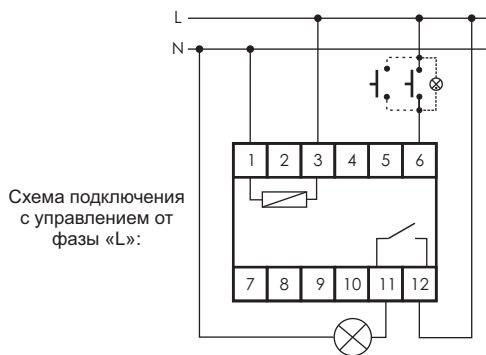 L
N
1 2 3 4 5 6
Схема подключения
с управлением от
фазы «L»:
7 8 9 10 11 12